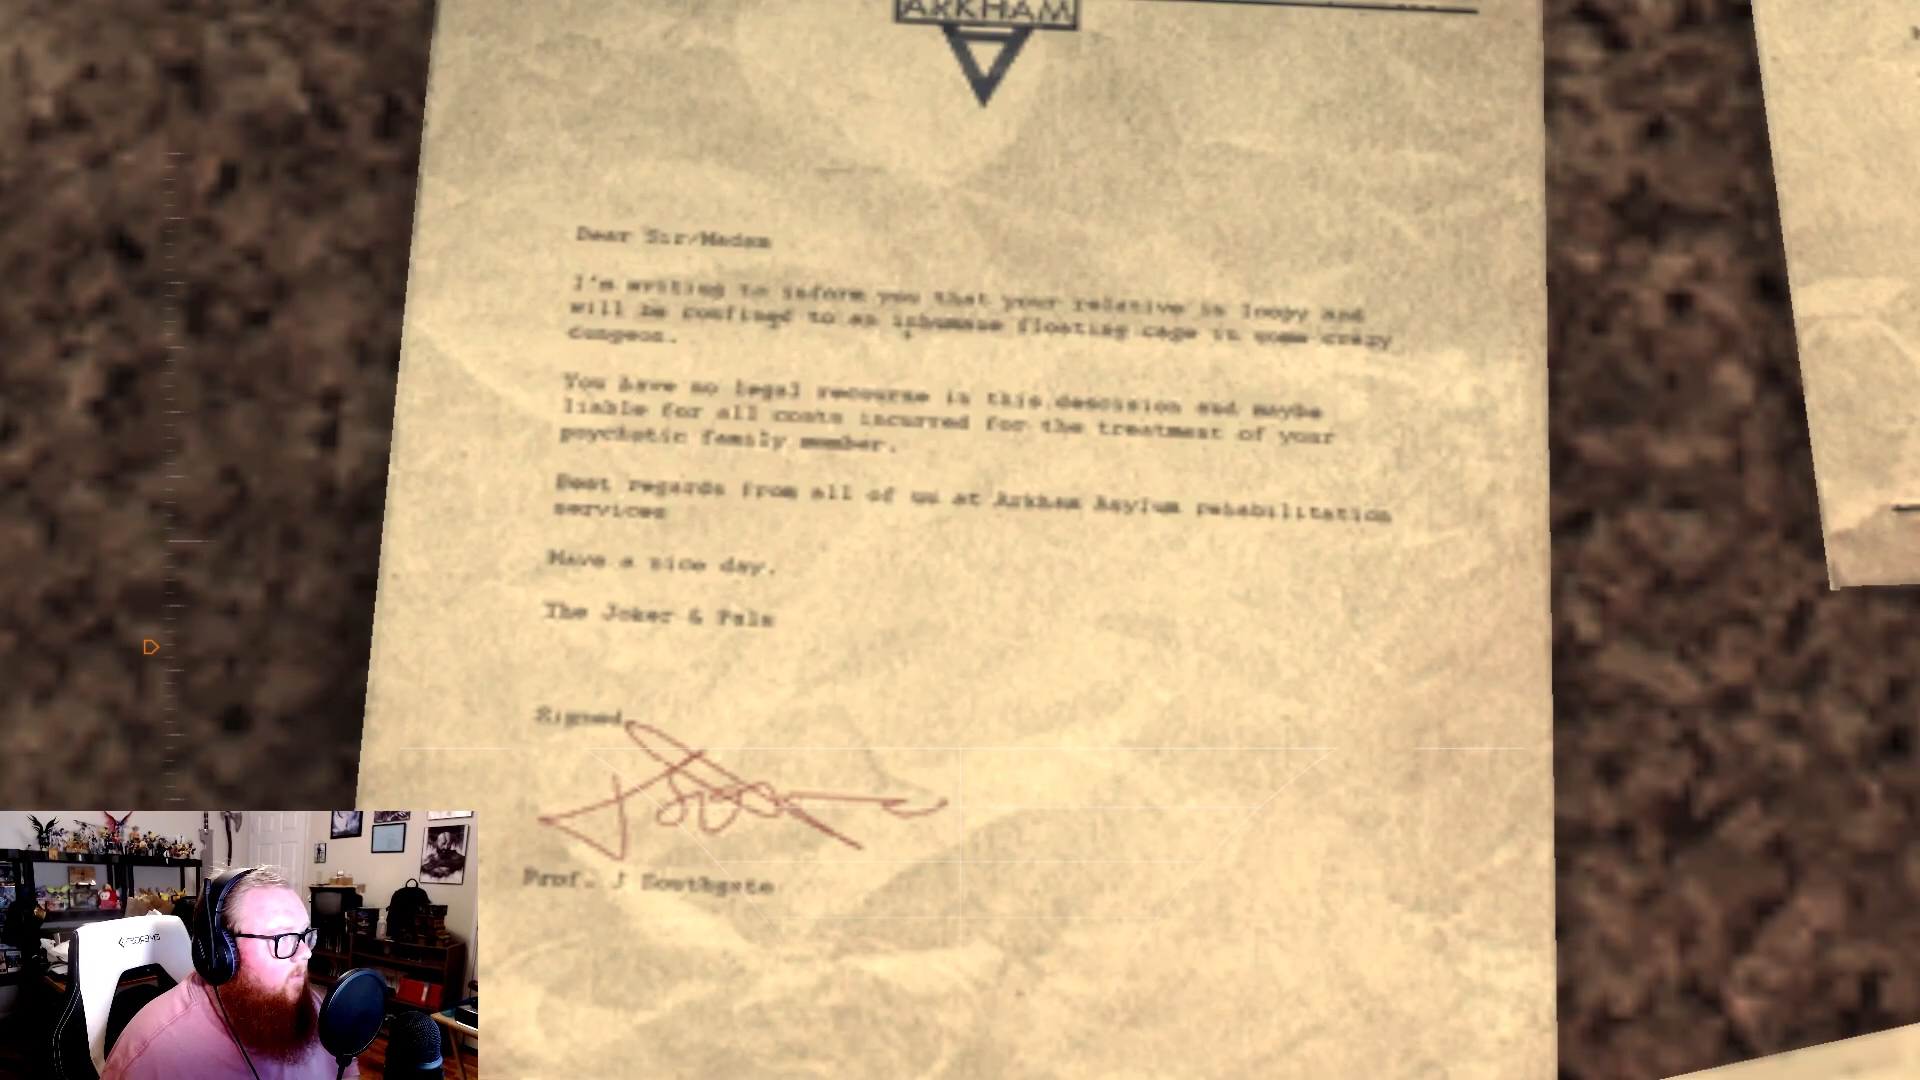 ARKHAM
Dear Sir/Madam
I'm writing to inform you that your relative is loopy and
will be confined to an inhumane floating cage in some crazy
dungeon.
You have no legal recourse in this descision and maybe
liable for all costs incurred for the treatment of your
psychotic family member.
Best regards from all of us at Arkham Asylum rehabilitation
services
Have a nice day.
The Joker & Pals
Signed
Prof. J Southgate